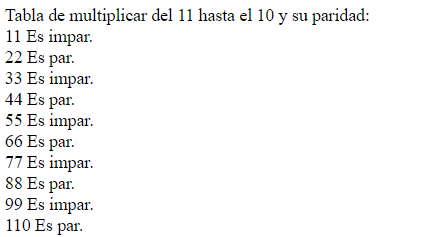 Tabla de multiplicar del 11 hasta el 10 y su paridad:
11 Es impar.
22 Es par.
33 Es impar.
44 Es par.
55 Es impar.
66 Es par.
77 Es impar.
88 Es par.
99 Es impar.
110 Es par.